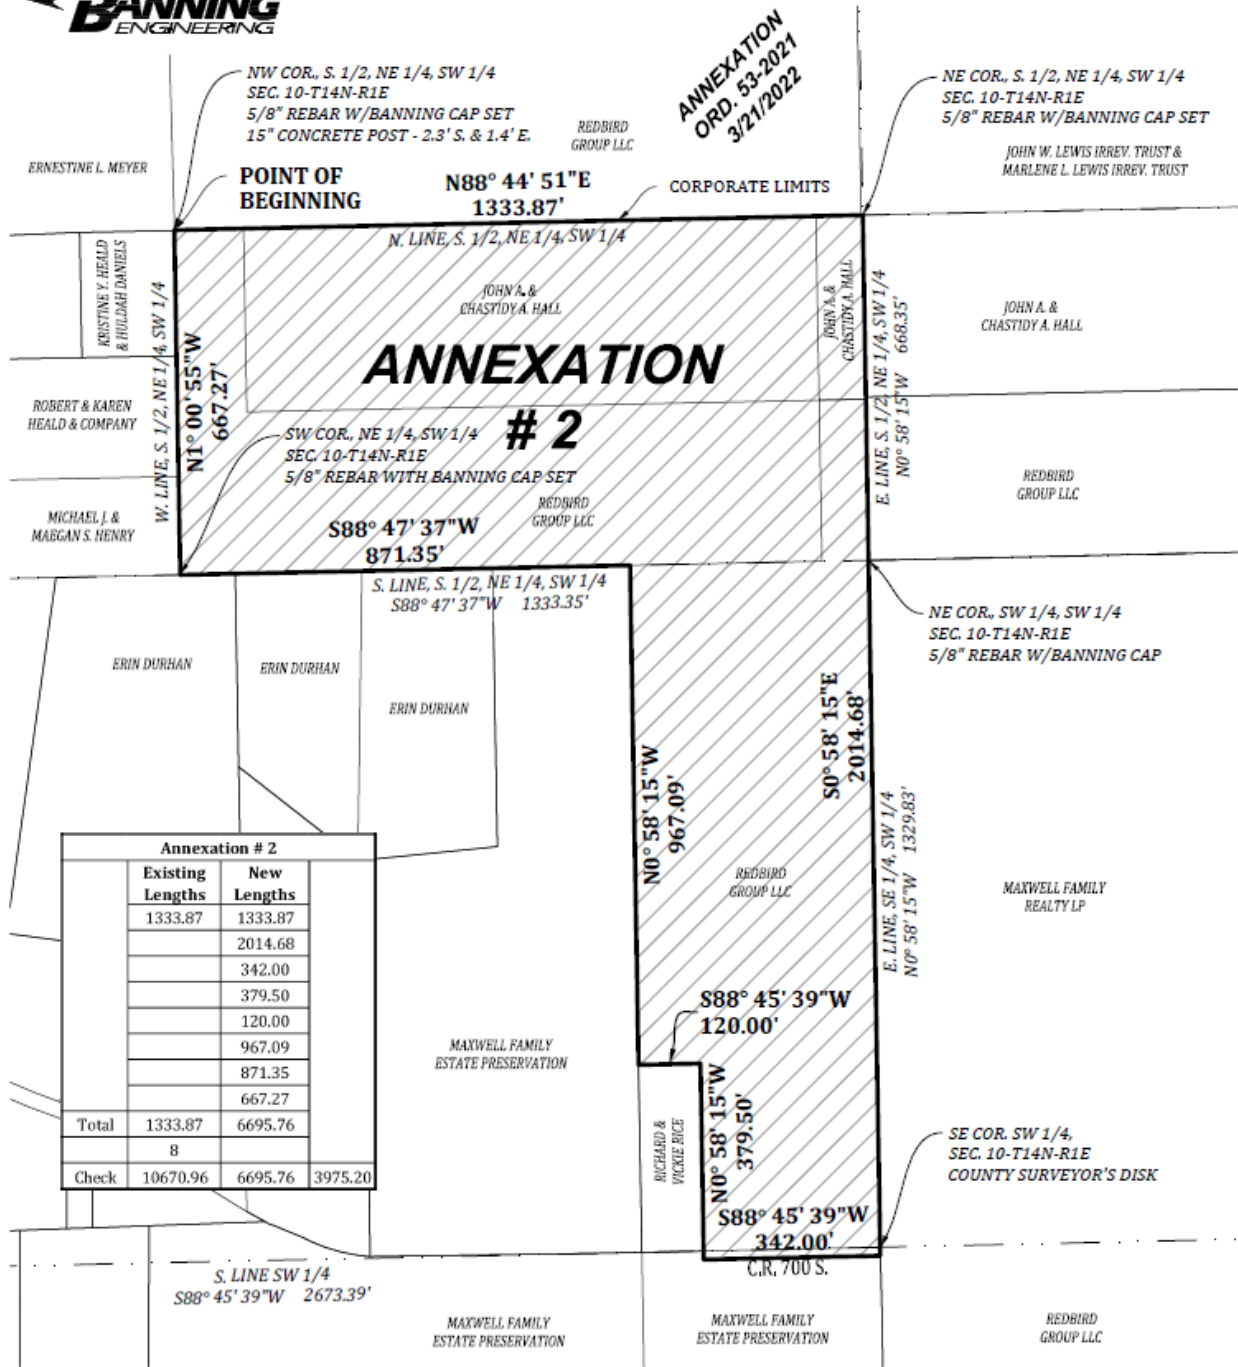 BANNING
ENGINEERING
NW COR., S. 1/2, NE 1/4, SW 1/4
SEC. 10-T14N-R1E
5/8" REBAR W/BANNING CAP SET
15" CONCRETE POST - 2.3' S. & 1.4' E.
REDBIRD
GROUP LLC
ANNEXATION
ORD. 53-2021
3/21/2022
NE COR., S. 1/2, NE 1/4, SW 1/4
SEC. 10-T14N-R1E
5/8" REBAR W/BANNING CAP SET
ERNESTINE L. MEYER
JOHN W. LEWIS IRREV. TRUST &
MARLENE L. LEWIS IRREV. TRUST
POINT OF
BEGINNING
N88° 44' 51"E
1333.87'
CORPORATE LIMITS
N. LINE, S. 1/2, NE 1/4, SW 1/4
KRISTINE Y. HEALD
& HULDAH DANIELS
W. LINE, S. 1/2, NE 1/4, SW 1/4
N1° 00' 55"W
667.27'
JOHN A. &
CHASTIDY A. HALL
JOHN A. &
CHASTIDY A. HALL
E. LINE, S. 1/2, NE 1/4, SW 1/4
N0° 58' 15"W 668.35'
JOHN A. &
CHASTIDY A. HALL
ANNEXATION
# 2
ROBERT & KAREN
HEALD & COMPANY
SW COR., NE 1/4, SW 1/4
SEC. 10-T14N-R1E
5/8" REBAR WITH BANNING CAP SET
REDBIRD
GROUP LLC
REDBIRD
GROUP LLC
MICHAEL J. &
MAEGAN S. HENRY
S88° 47' 37"W
871.35'
S. LINE, S. 1/2, NE 1/4, SW 1/4
S88° 47' 37"W 1333.35'
NE COR., SW 1/4, SW 1/4
SEC. 10-T14N-R1E
5/8" REBAR W/BANNING CAP
ERIN DURHAN
ERIN DURHAN
ERIN DURHAN
N0° 58' 15"W
967.09'
S0° 58' 15"E
2014.68'
E. LINE, SE 1/4, SW 1/4
N0° 58' 15"W 1329.83'
REDBIRD
GROUP LLC
MAXWELL FAMILY
REALTY LP
Annexation # 2
Existing Lengths New Lengths
1333.87 1333.87
2014.68
342.00
379.50
120.00
967.09
871.35
667.27
Total 1333.87 6695.76
8
Check 10670.96 6695.76 3975.20
S88° 45' 39"W
120.00'
MAXWELL FAMILY
ESTATE PRESERVATION
RICHARD &
VICKIE RICE
N0° 58' 15"W
379.50'
SE COR. SW 1/4,
SEC. 10-T14N-R1E
COUNTY SURVEYOR'S DISK
S88° 45' 39"W
342.00'
C.R. 700 S.
S. LINE SW 1/4
S88° 45' 39"W 2673.39'
MAXWELL FAMILY
ESTATE PRESERVATION
MAXWELL FAMILY
ESTATE PRESERVATION
REDBIRD
GROUP LLC